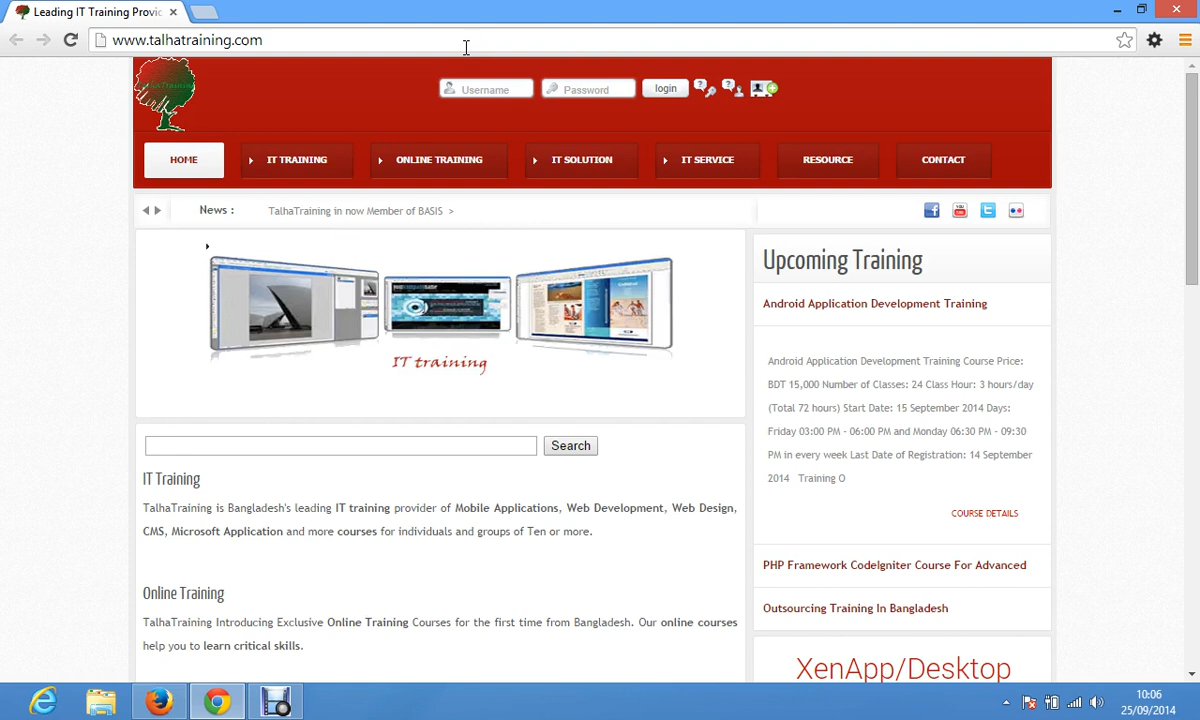 Leading IT Training Provic
www.talhatraining.com
TalhaTraining
Username
Password
login
HOME
IT TRAINING
ONLINE TRAINING
IT SOLUTION
IT SERVICE
RESOURCE
CONTACT
News :
TalhaTraining in now Member of BASIS >
IT training
Search
IT Training
TalhaTraining is Bangladesh's leading IT training provider of Mobile Applications, Web Development, Web Design,
CMS, Microsoft Application and more courses for individuals and groups of Ten or more.
Online Training
TalhaTraining Introducing Exclusive Online Training Courses for the first time from Bangladesh. Our online courses
help you to learn critical skills.
Upcoming Training
Android Application Development Training
Android Application Development Training Course Price:
BDT 15,000 Number of Classes: 24 Class Hour: 3 hours/day
(Total 72 hours) Start Date: 15 September 2014 Days:
Friday 03:00 PM - 06:00 PM and Monday 06:30 PM - 09:30
PM in every week Last Date of Registration: 14 September
2014 Training O
COURSE DETAILS
PHP Framework CodeIgniter Course For Advanced
Outsourcing Training In Bangladesh
XenApp/Desktop
10:06
25/09/2014